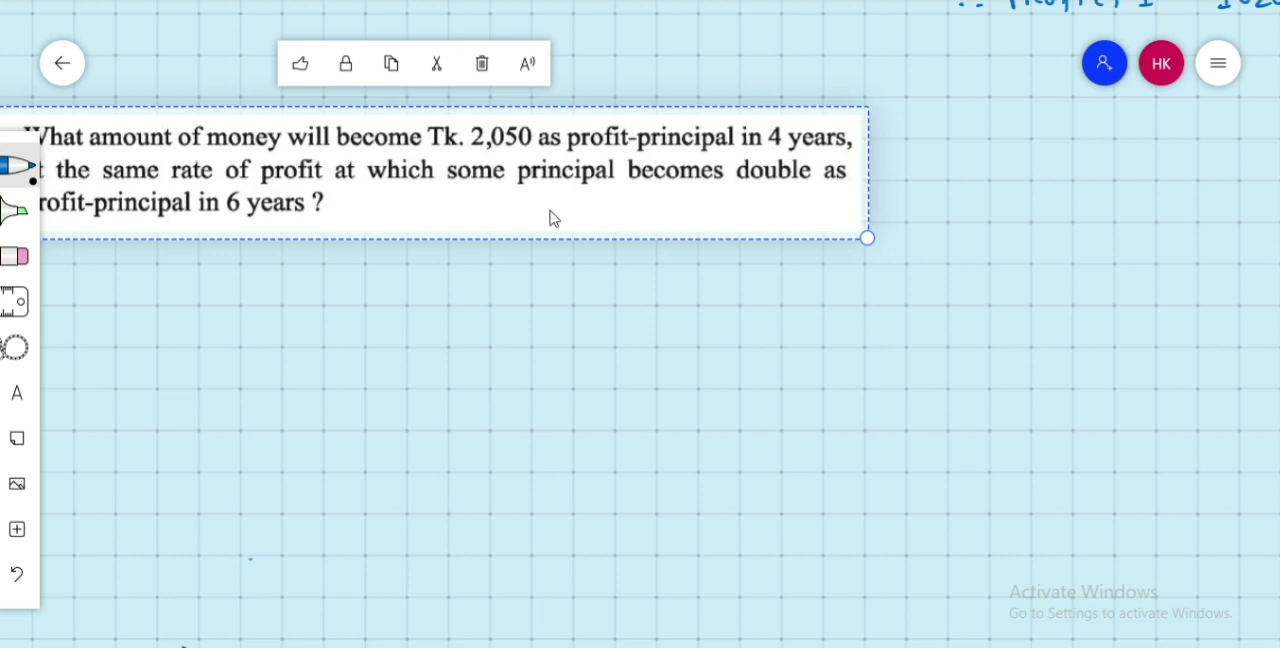 What amount of money will become Tk. 2,050 as profit-principal in 4 years,
the same rate of profit at which some principal becomes double as
rofit-principal in 6 years ?
HK
A
A
Activate Windows
Go to Settings to activate Windows.